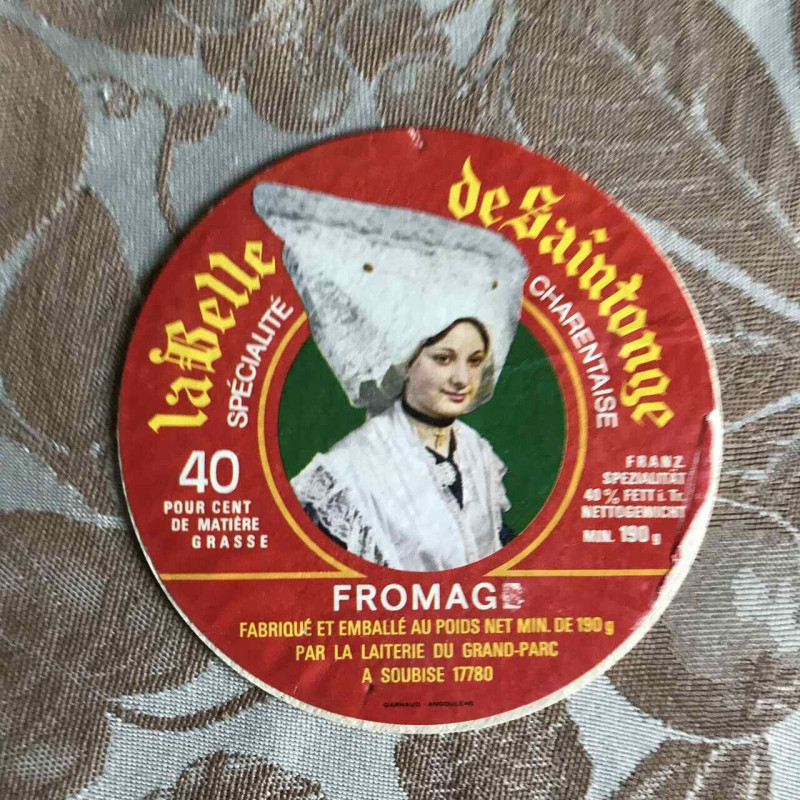 la Belle
de Saintonge
SPÉCIALITÉ
CHARENTAISE
40
POUR CENT
DE MATIÈRE
GRASSE
FRANZ.
SPEZIALITÄT
40% FETT i. Tr.
NETTOGEWICHT
MIN. 190 g
FROMAGE
FABRIQUÉ ET EMBALLÉ AU POIDS NET MIN. DE 190 g
PAR LA LAITERIE DU GRAND-PARC
A SOUBISE 17780
GARNAUD - ANGOULEME